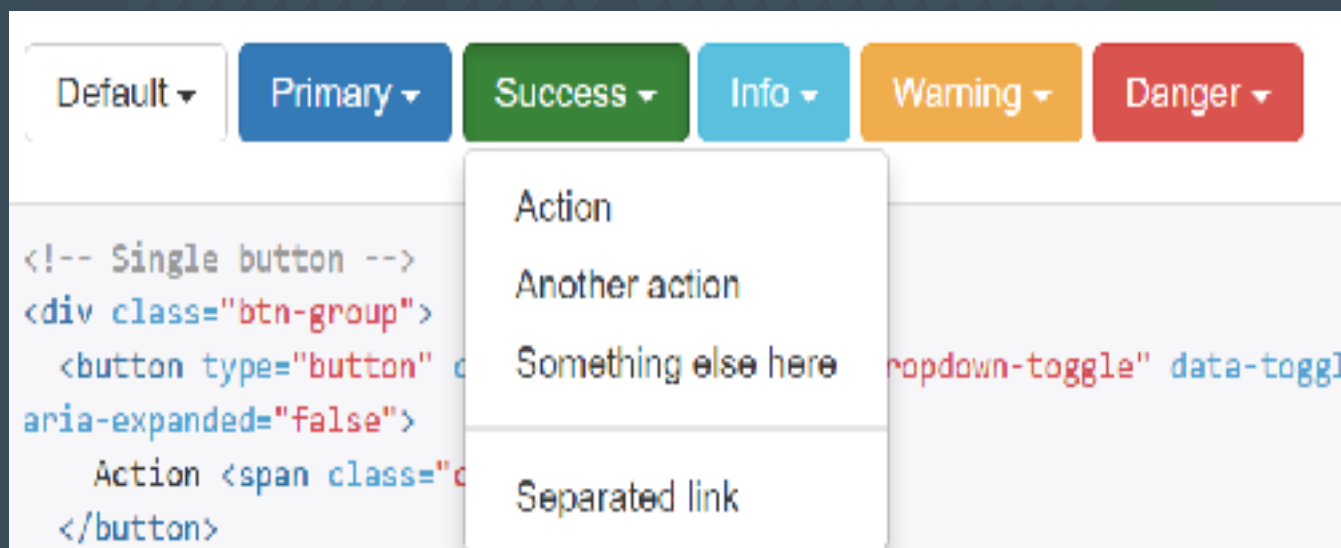 Default Primary Success Info Warning Danger
Action
Another action
Something else here
Separated link
<!-- Single button -->
<div class="btn-group">
<button type="button" ropdown-toggle" data-toggl
aria-expanded="false">
Action <span class="
</button>